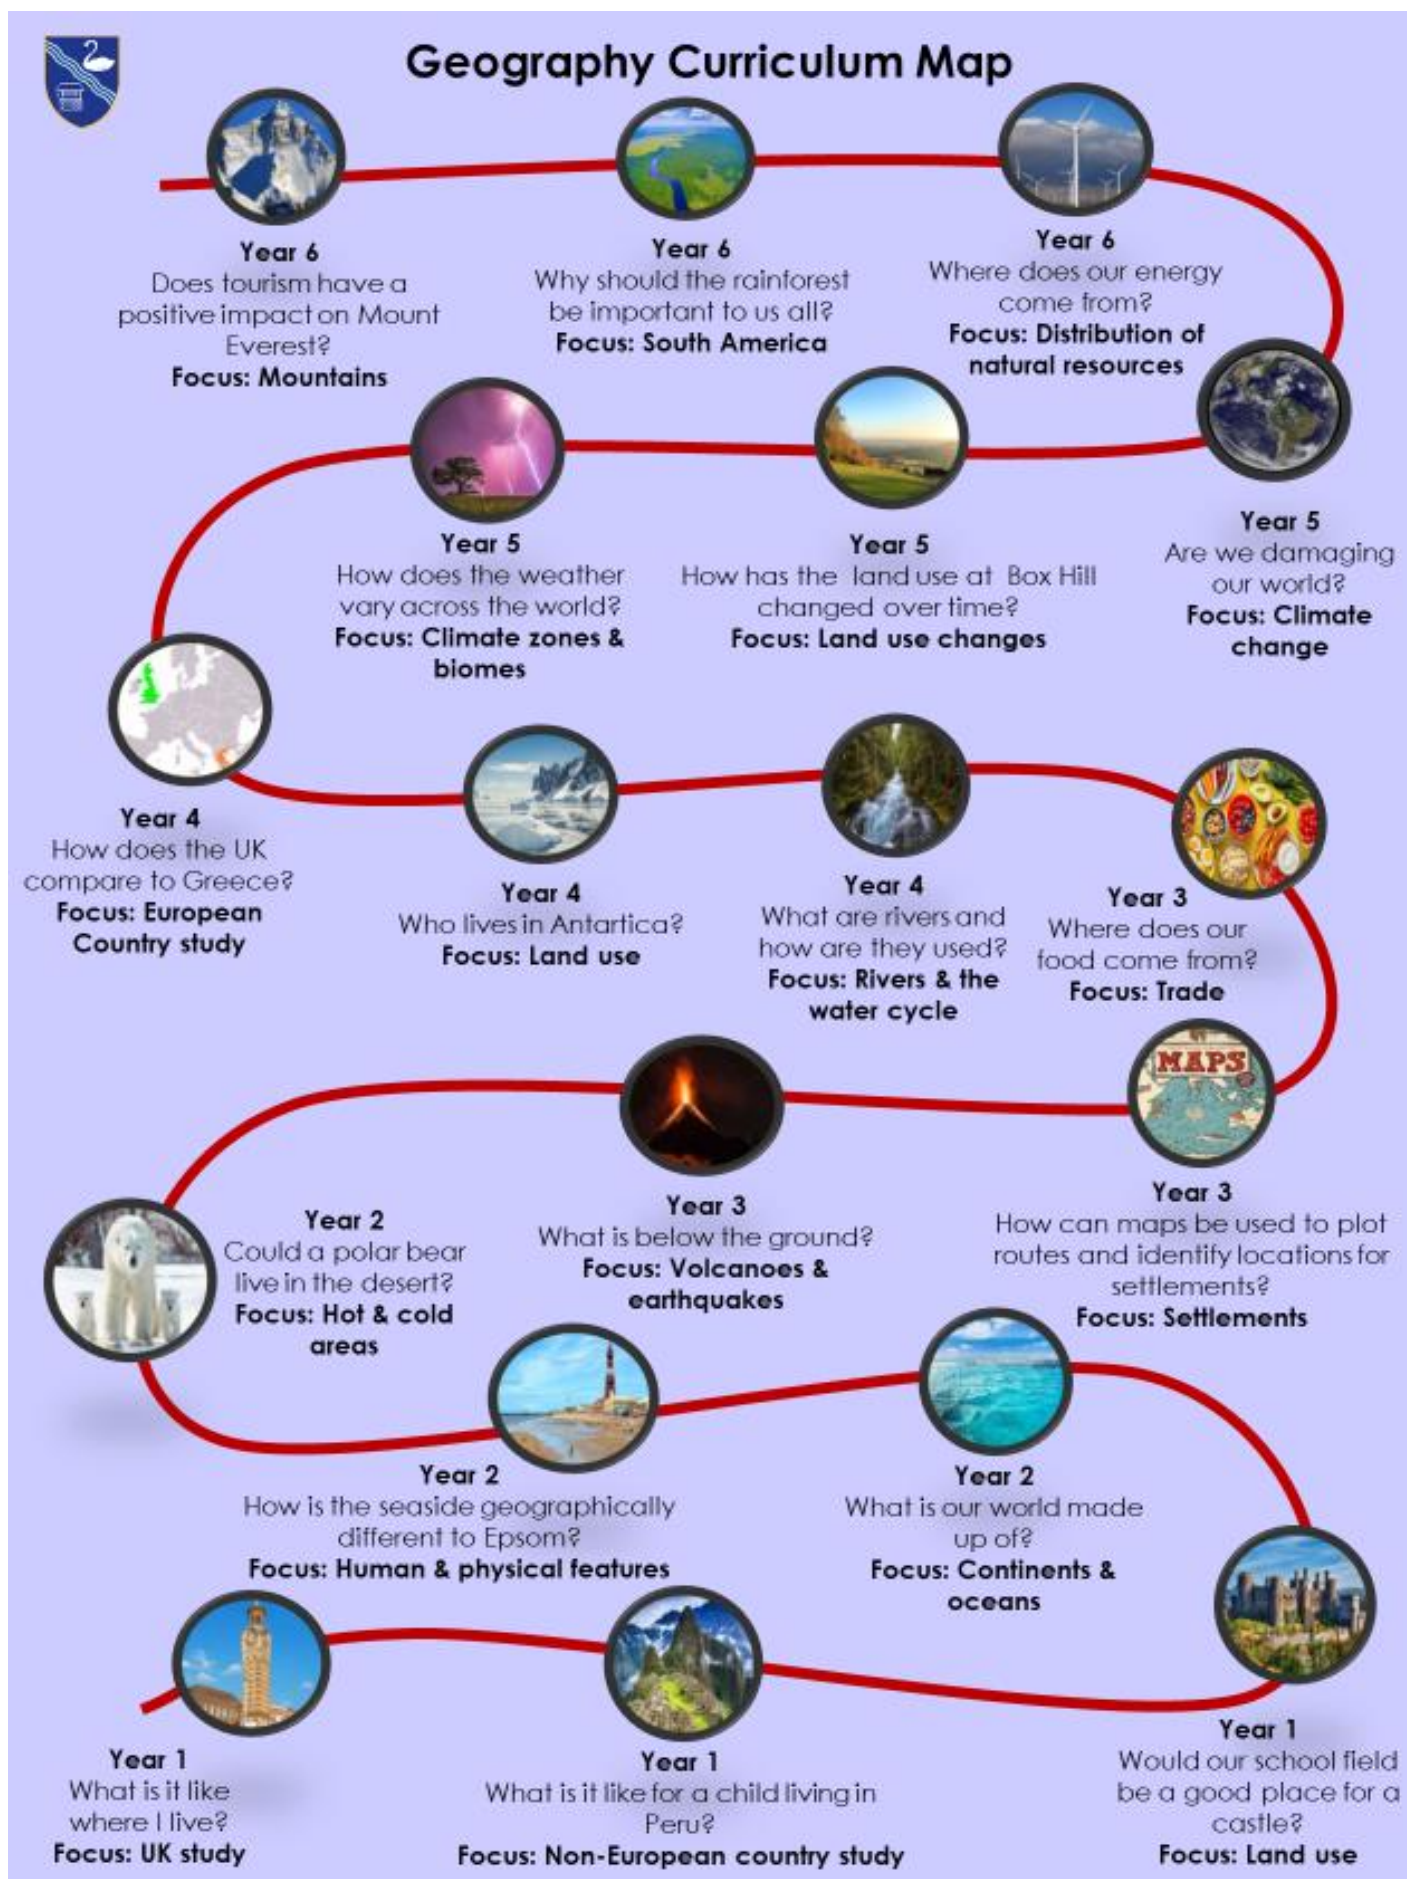 Geography Curriculum Map
Year 6
Does tourism have a
positive impact on Mount
Everest?
Focus: Mountains
Year 6
Why should the rainforest
be important to us all?
Focus: South America
Year 6
Where does our energy
come from?
Focus: Distribution of
natural resources
Year 5
How does the weather
vary across the world?
Focus: Climate zones &
biomes
Year 5
How has the land use at Box Hill
changed over time?
Focus: Land use changes
Year 5
Are we damaging
our world?
Focus: Climate
change
Year 4
How does the UK
compare to Greece?
Focus: European
Country study
Year 4
Who lives in Antartica?
Focus: Land use
Year 4
What are rivers and
how are they used?
Focus: Rivers & the
water cycle
Year 3
Where does our
food come from?
Focus: Trade
MAPS
Year 2
Could a polar bear
live in the desert?
Focus: Hot & cold
areas
Year 3
What is below the ground?
Focus: Volcanoes &
earthquakes
Year 3
How can maps be used to plot
routes and identify locations for
settlements?
Focus: Settlements
Year 2
How is the seaside geographically
different to Epsom?
Focus: Human & physical features
Year 2
What is our world made
up of?
Focus: Continents &
oceans
Year 1
What is it like
where I live?
Focus: UK study
Year 1
What is it like for a child living in
Peru?
Focus: Non-European country study
Year 1
Would our school field
be a good place for a
castle?
Focus: Land use